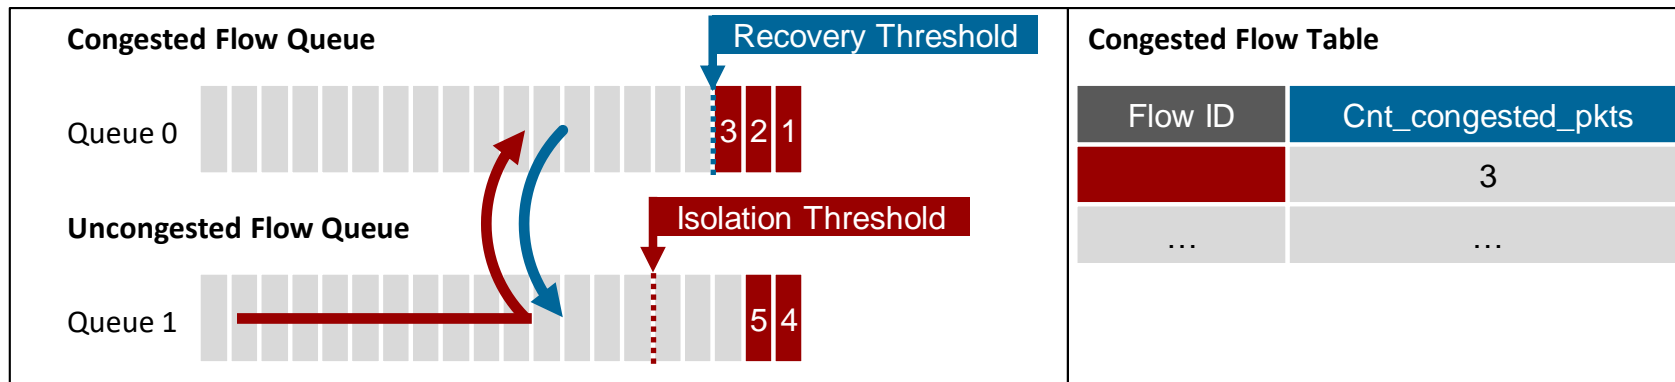 Congested Flow Queue
Recovery Threshold
Queue 0
3 2 1
Uncongested Flow Queue
Isolation Threshold
Queue 1
5 4
Congested Flow Table
Flow ID Cnt_congested_pkts
3
... ...